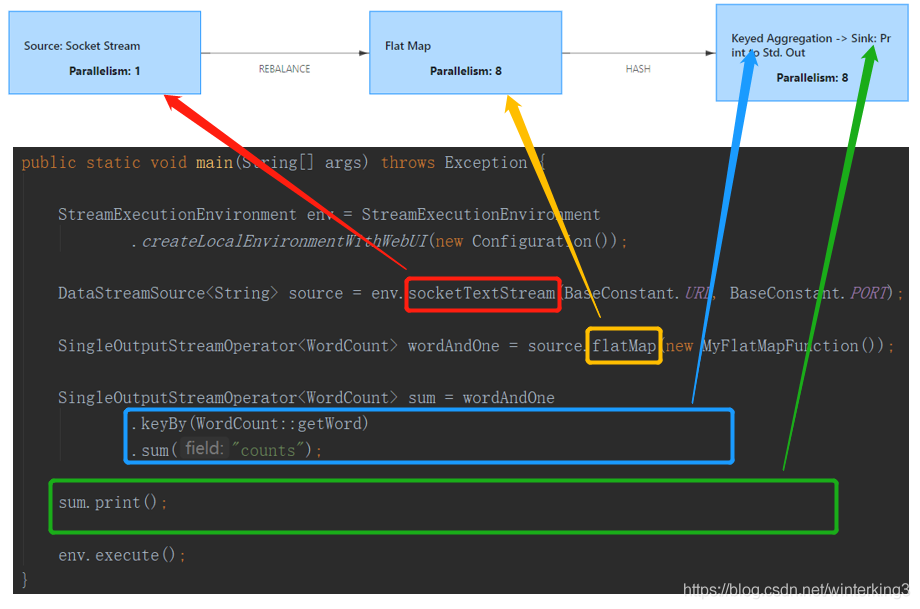 Source: Socket Stream
Parallelism: 1
REBALANCE
Flat Map
Parallelism: 8
HASH
Keyed Aggregation -> Sink: Pr
int to Std. Out
Parallelism: 8
public static void main(String[] args) throws Exception {
StreamExecutionEnvironment env = StreamExecutionEnvironment
.createLocalEnvironmentWithWebUI(new Configuration());
DataStreamSource<String> source = env.socketTextStream(BaseConstant.URL, BaseConstant.PORT);
SingleOutputStreamOperator<WordCount> wordAndOne = source.flatMap(new MyFlatMapFunction());
SingleOutputStreamOperator<WordCount> sum = wordAndOne
.keyBy(WordCount::getWord)
.sum( field: "counts");
sum.print();
env.execute();
}
https://blog.csdn.net/winterking3